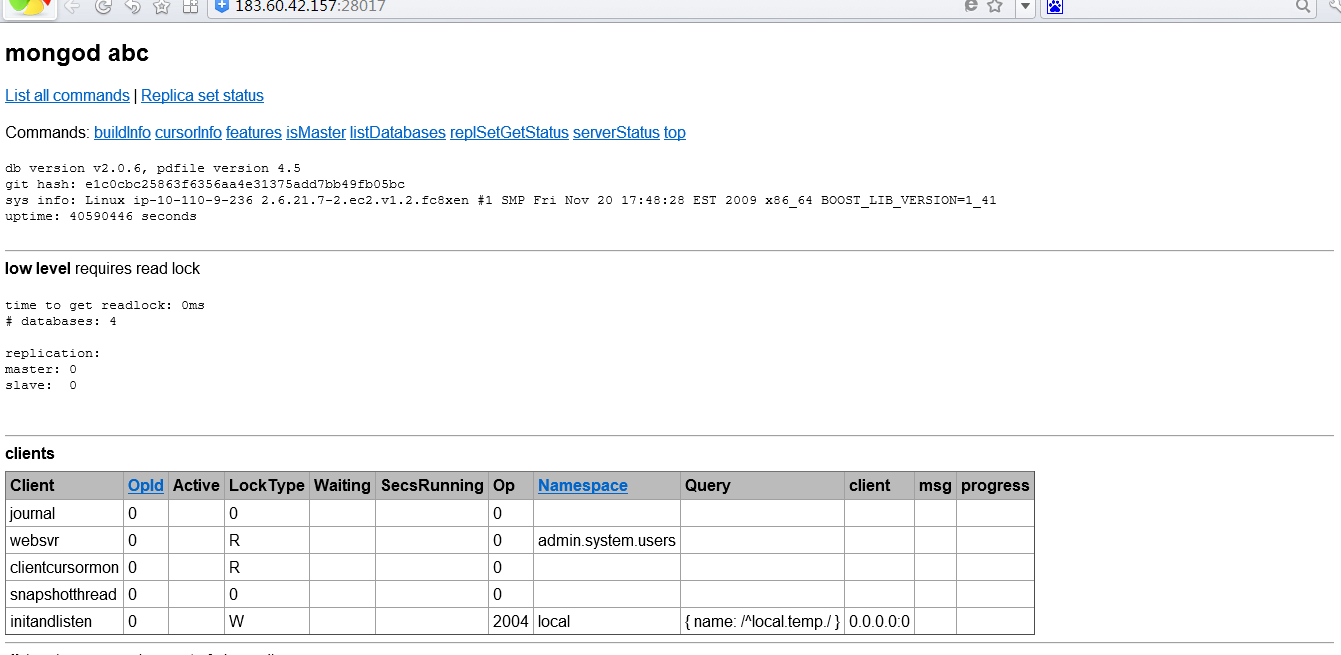 183.60.42.157:28017
mongod abc
List all commands | Replica set status
Commands: buildInfo cursorInfo features isMaster listDatabases replSetGetStatus serverStatus top
db version v2.0.6, pdfile version 4.5
git hash: e1c0cbc25863f6356aa4e31375add7bb49fb05bc
sys info: Linux ip-10-110-9-236 2.6.21.7-2.ec2.v1.2.fc8xen #1 SMP Fri Nov 20 17:48:28 EST 2009 x86_64 BOOST_LIB_VERSION=1_41
uptime: 40590446 seconds
low level requires read lock
time to get readlock: 0ms
# databases: 4
replication:
master: 0
slave: 0
clients
Client OpId Active LockType Waiting SecsRunning Op Namespace Query client msg progress
journal 0 0 0
websvr 0 R 0 admin.system.users
clientcursormon 0 R 0
snapshotthread 0 0 0
initandlisten 0 W 2004 local { name: /^local.temp./ } 0.0.0.0:0